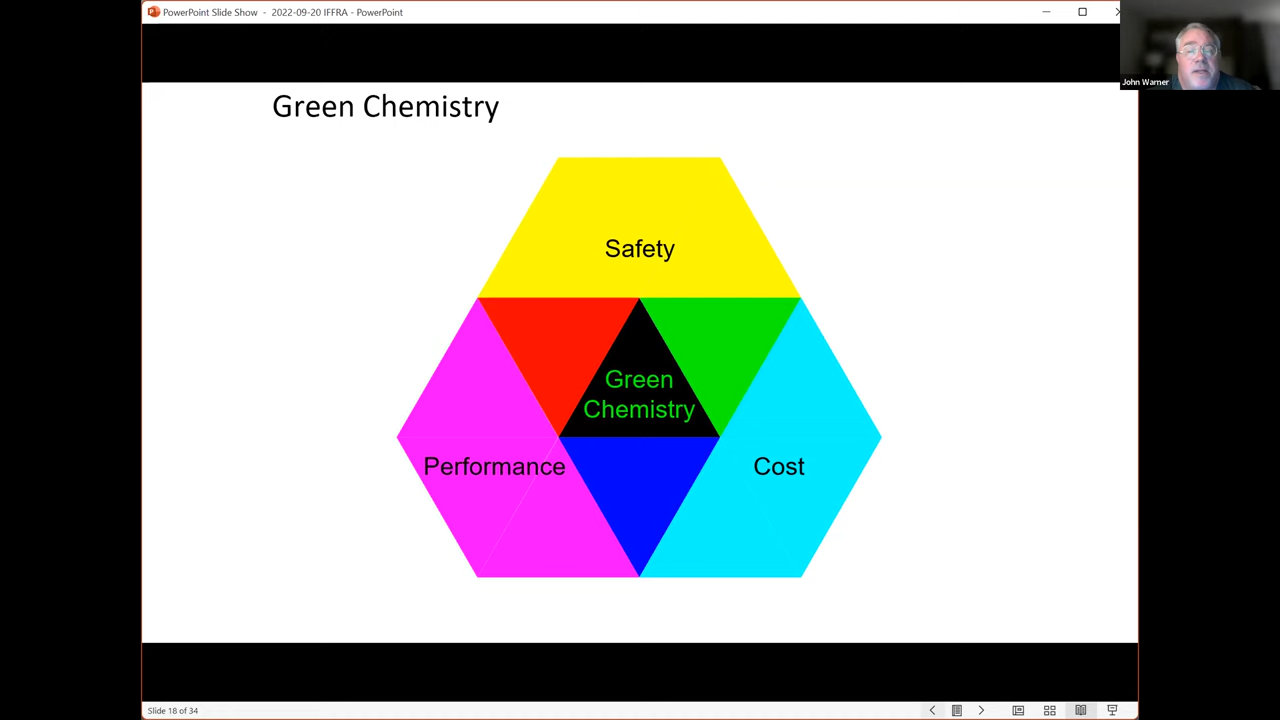 PowerPoint Slide Show - 2022-09-20 IFFRA - PowerPoint
John Warner
Green Chemistry
Safety
Green
Chemistry
Performance
Cost
Slide 18 of 34